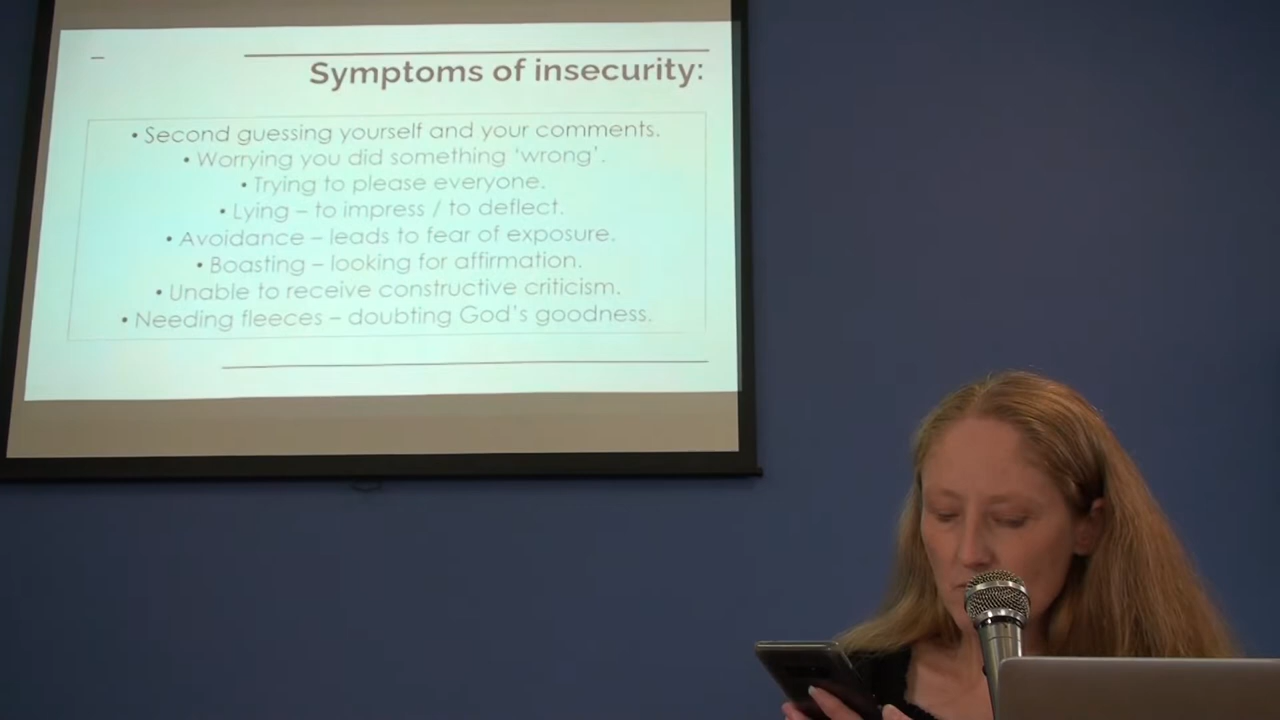 Symptoms of insecurity:
• Second guessing yourself and your comments.
• Worrying you did something ‘wrong’.
• Trying to please everyone.
• Lying – to impress / to deflect.
• Avoidance – leads to fear of exposure.
• Boasting – looking for affirmation.
• Unable to receive constructive criticism.
• Needing fleeces – doubting God’s goodness.